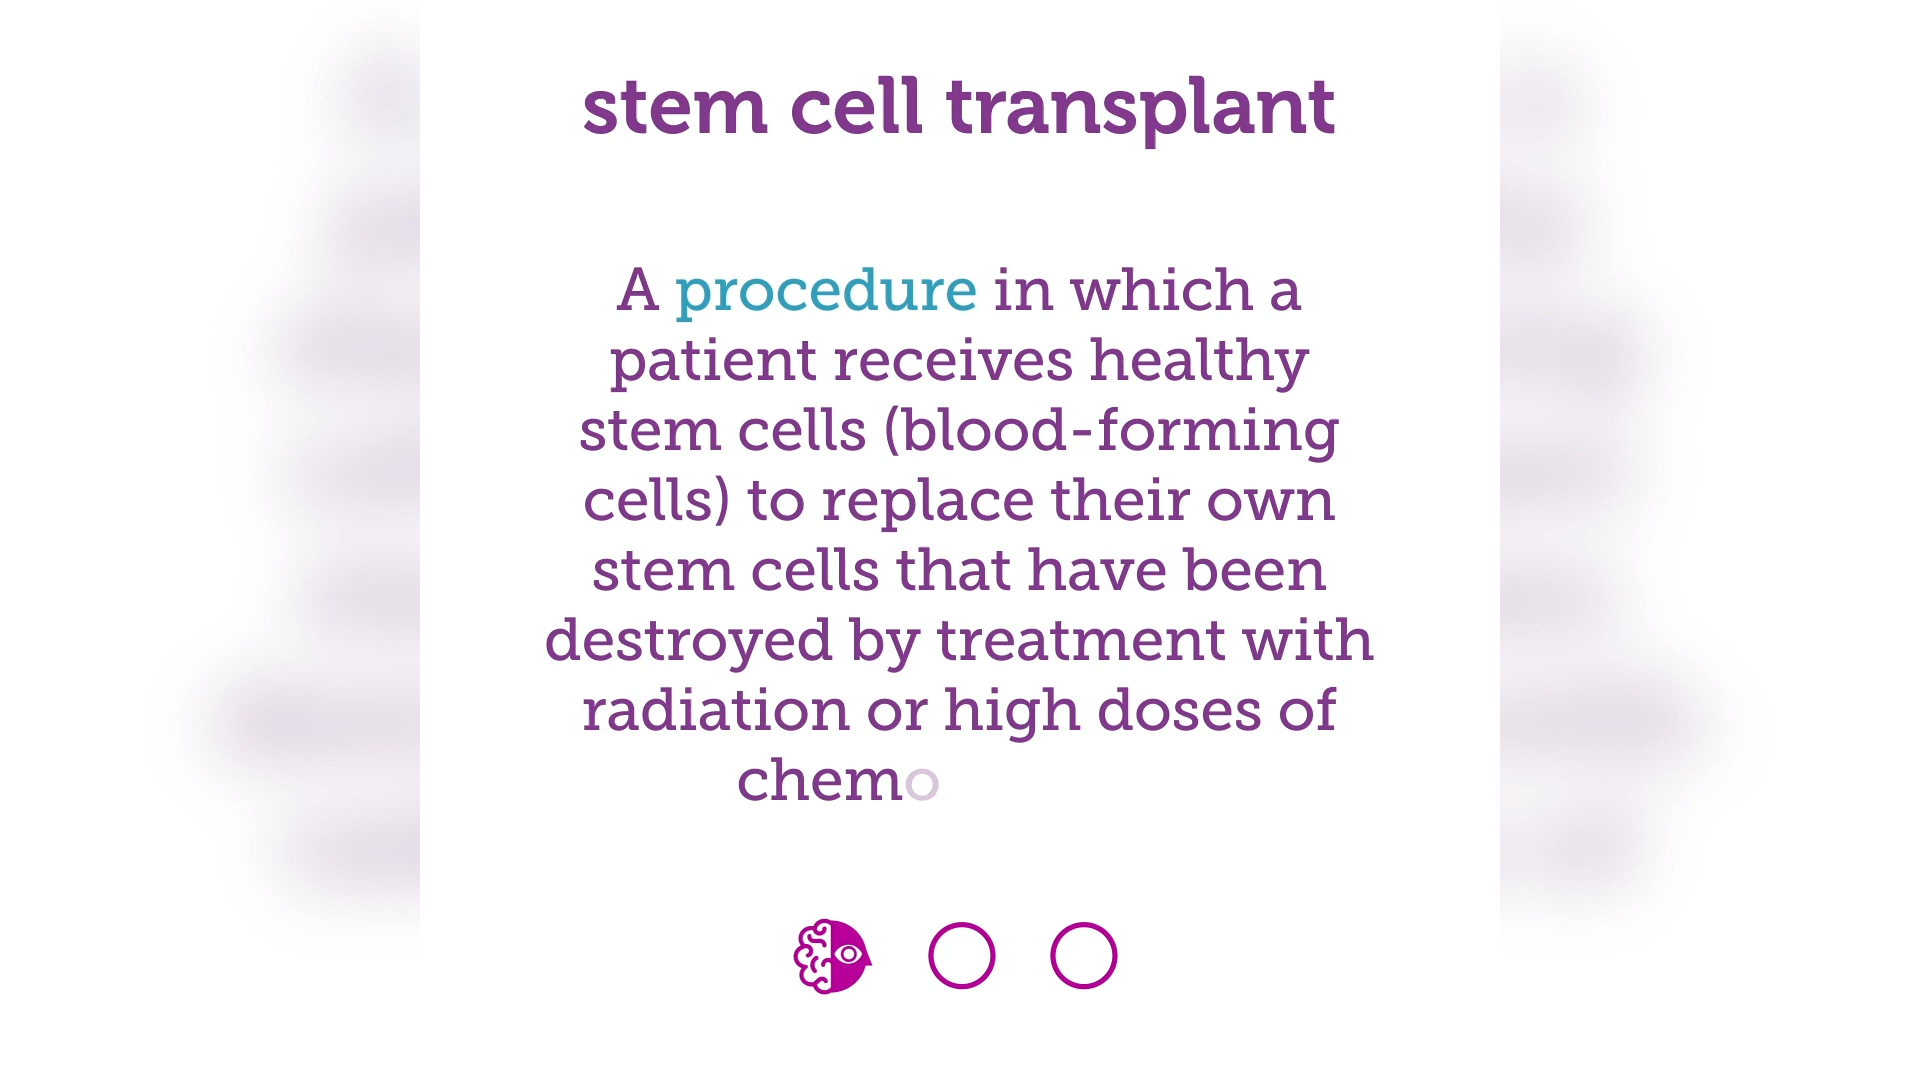 stem cell transplant
A procedure in which a
patient receives healthy
stem cells (blood-forming
cells) to replace their own
stem cells that have been
destroyed by treatment with
radiation or high doses of
chemo